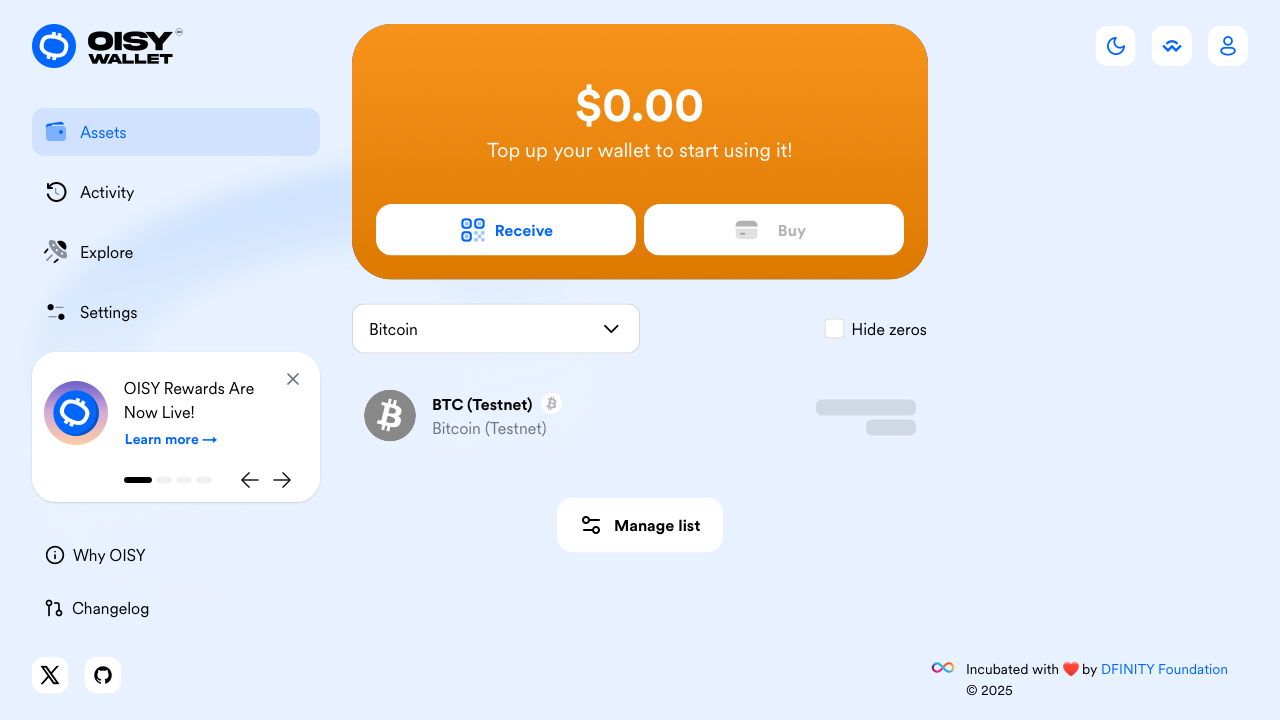 OISY
WALLET
Assets
Activity
Explore
Settings
OISY Rewards Are
Now Live!
Learn more →
Why OISY
Changelog
$0.00
Top up your wallet to start using it!
Receive
Buy
Bitcoin
Hide zeros
BTC (Testnet)
Bitcoin (Testnet)
Manage list
Incubated with ❤️ by DFINITY Foundation
© 2025